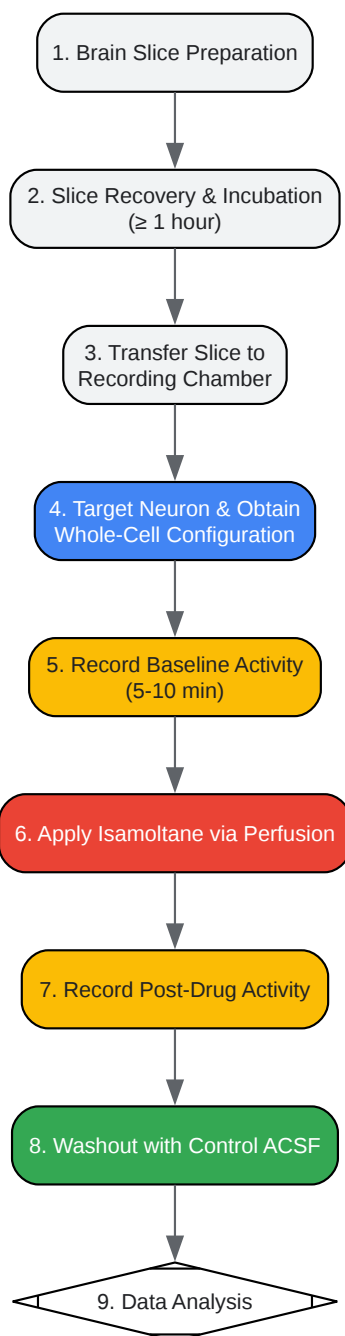 1. Brain Slice Preparation
2. Slice Recovery & Incubation
(≥ 1 hour)
3. Transfer Slice to
Recording Chamber
4. Target Neuron & Obtain
Whole-Cell Configuration
5. Record Baseline Activity
(5-10 min)
6. Apply Isamoltane via Perfusion
7. Record Post-Drug Activity
8. Washout with Control ACSF
9. Data Analysis